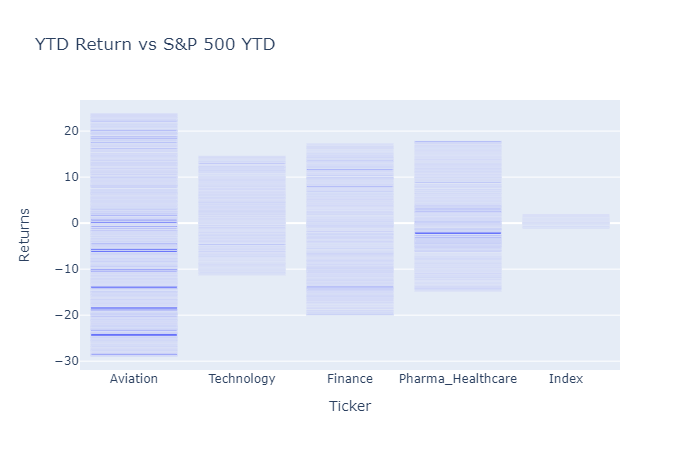 YTD Return vs S&P 500 YTD
20
10
0
−10
−20
−30
Returns
Aviation
Technology
Finance
Pharma_Healthcare
Index
Ticker